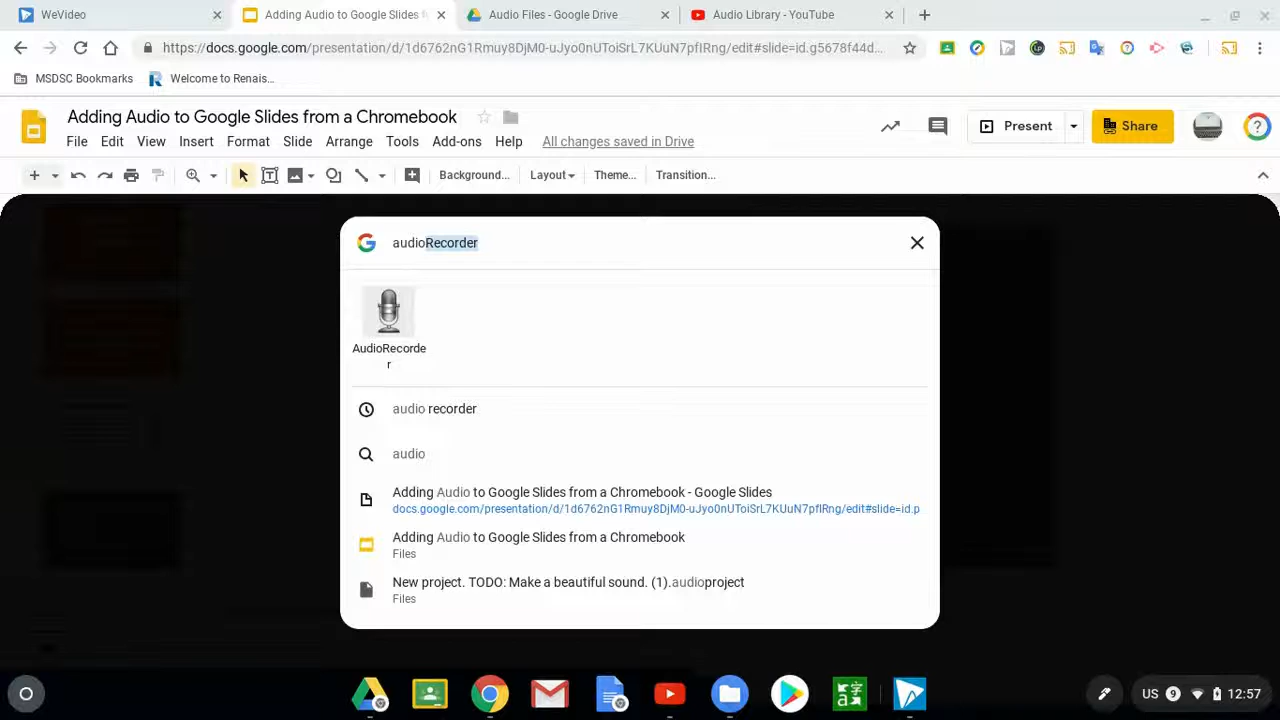 WeVideo
Adding Audio to Google Slides
Audio Files - Google Drive
Audio Library - YouTube
https://docs.google.com/presentation/d/1d6762nG1Rmuy8DjM0-uJyo0nUToiSrL7KUuN7pfIRng/edit#slide=id.g5678f44d...
MSDSC Bookmarks
Welcome to Renais...
Adding Audio to Google Slides from a Chromebook
File Edit View Insert Format Slide Arrange Tools Add-ons Help All changes saved in Drive
Present
Share
Background... Layout Theme... Transition...
audioRecorder
AudioRecorde
r
audio recorder
audio
Adding Audio to Google Slides from a Chromebook - Google Slides
docs.google.com/presentation/d/1d6762nG1Rmuy8DjM0-uJyo0nUToiSrL7KUuN7pfIRng/edit#slide=id.p
Adding Audio to Google Slides from a Chromebook
Files
New project. TODO: Make a beautiful sound. (1).audioproject
Files
US 9 12:57